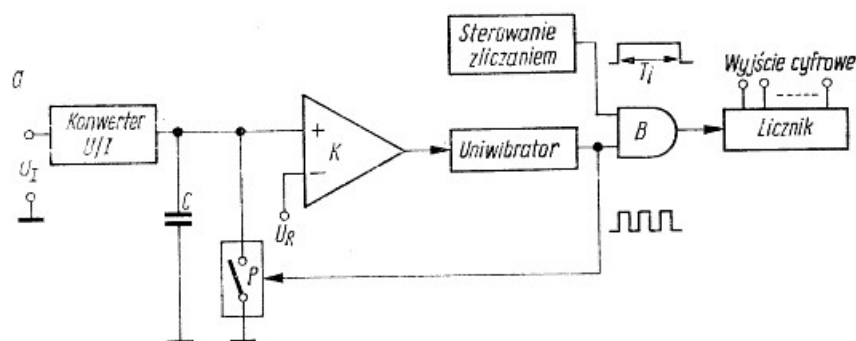 a
U_I
Konwerter
U/I
C
P
+
K
−
U_R
Uniwibrator
Sterowanie
zliczaniem
T_i
B
Wyjście cyfrowe
Licznik